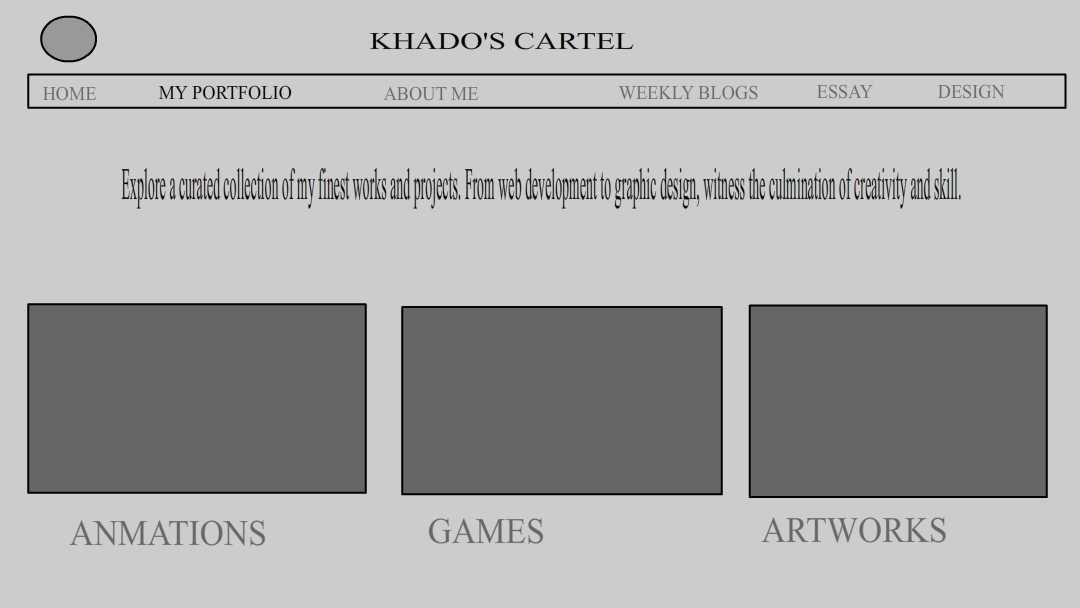 KHADO'S CARTEL
HOME MY PORTFOLIO ABOUT ME WEEKLY BLOGS ESSAY DESIGN
Explore a curated collection of my finest works and projects. From web development to graphic design, witness the culmination of creativity and skill.
ANMATIONS GAMES ARTWORKS